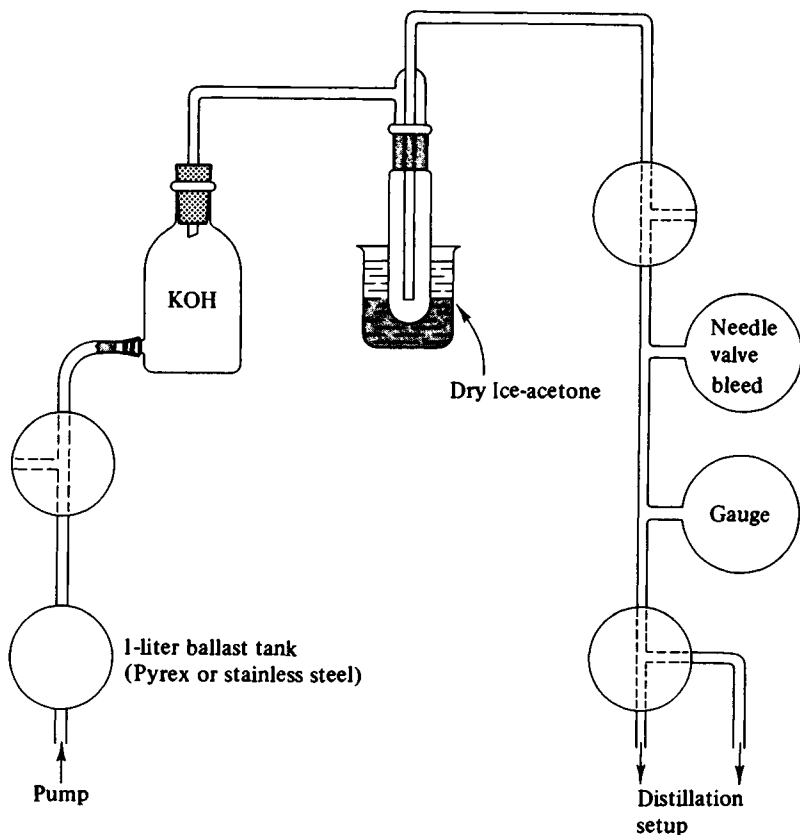 KOH
Dry Ice-acetone
Needle
valve
bleed
Gauge
1-liter ballast tank
(Pyrex or stainless steel)
Pump
Distillation
setup